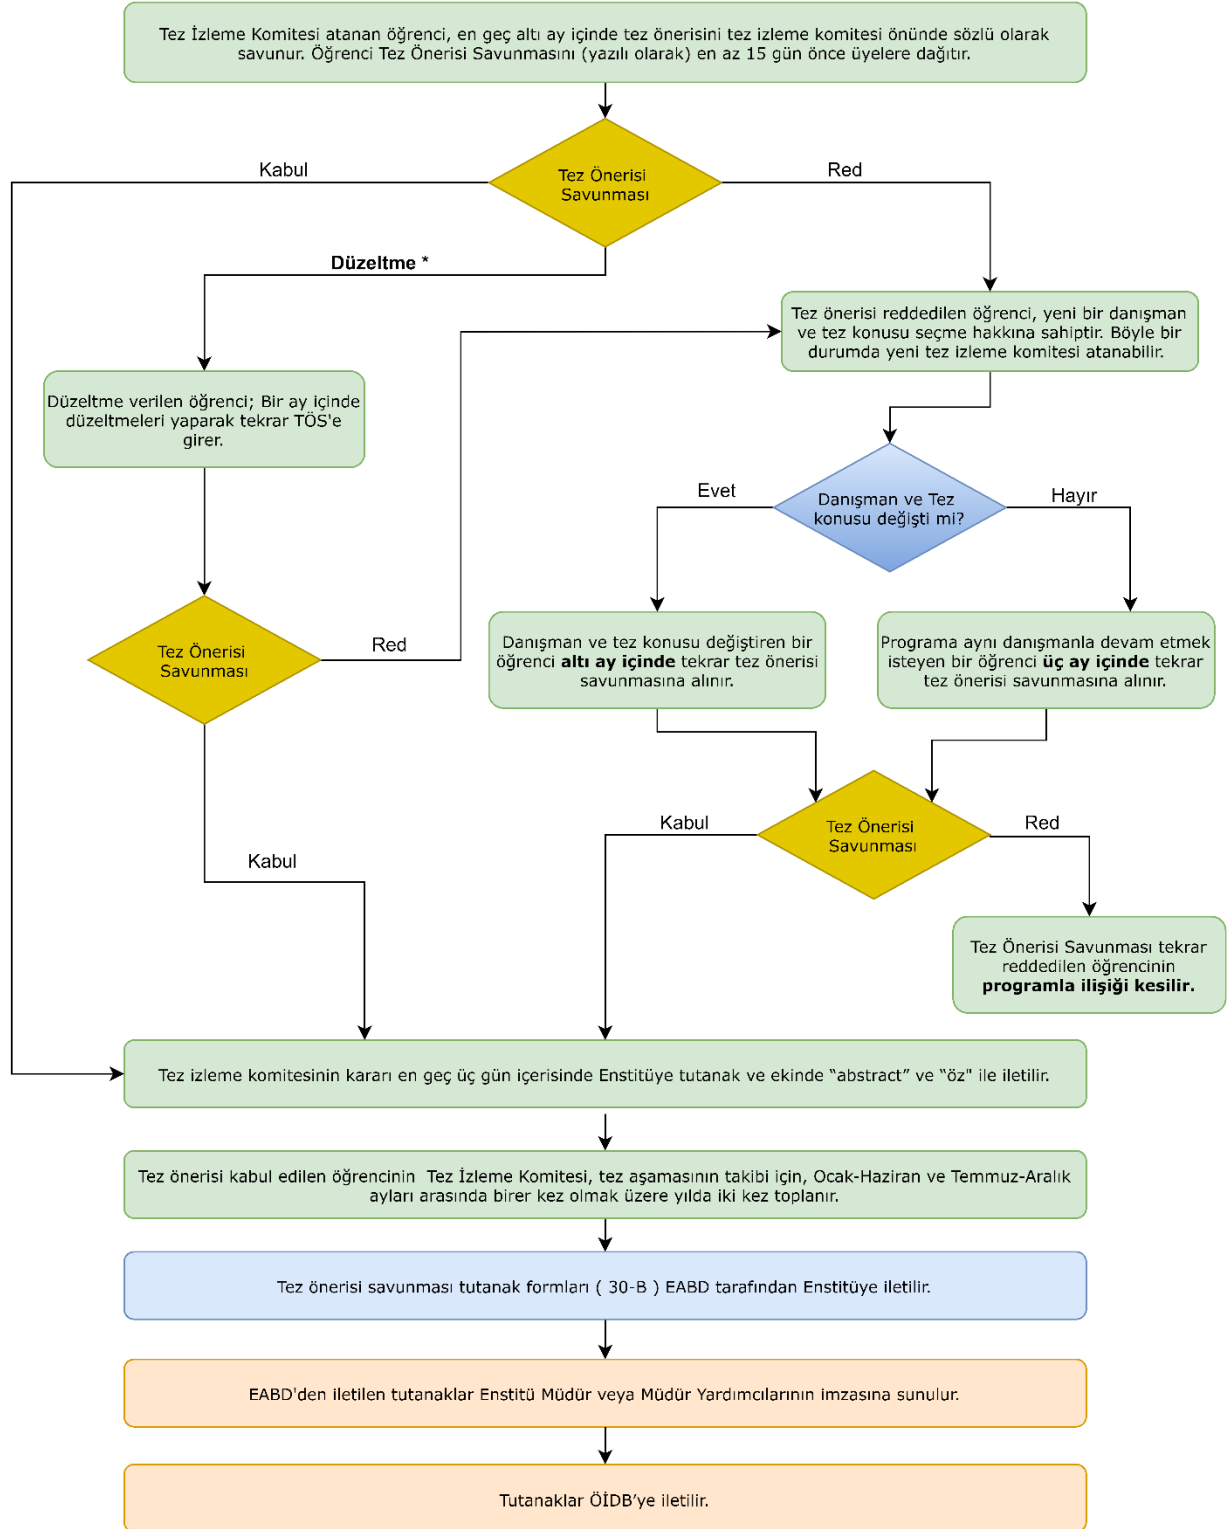 Tez İzleme Komitesi atanan öğrenci, en geç altı ay içinde tez önerisini tez izleme komitesi önünde sözlü olarak
savunur. Öğrenci Tez Önerisi Savunmasını (yazılı olarak) en az 15 gün önce üyelere dağıtır.
Kabul
Tez Önerisi
Savunması
Red
Düzeltme *
Tez önerisi reddedilen öğrenci, yeni bir danışman
ve tez konusu seçme hakkına sahiptir. Böyle bir
durumda yeni tez izleme komitesi atanabilir.
Düzeltme verilen öğrenci; Bir ay içinde
düzeltmeleri yaparak tekrar TÖS'e
girer.
Evet
Danışman ve Tez
konusu değişti mi?
Hayır
Tez Önerisi
Savunması
Red
Danışman ve tez konusu değiştiren bir
öğrenci altı ay içinde tekrar tez önerisi
savunmasına alınır.
Programa aynı danışmanla devam etmek
isteyen bir öğrenci üç ay içinde tekrar
tez önerisi savunmasına alınır.
Kabul
Tez Önerisi
Savunması
Red
Kabul
Tez Önerisi Savunması tekrar
reddedilen öğrencinin
programla ilişiği kesilir.
Tez izleme komitesinin kararı en geç üç gün içerisinde Enstitüye tutanak ve ekinde “abstract” ve “öz" ile iletilir.
Tez önerisi kabul edilen öğrencinin  Tez İzleme Komitesi, tez aşamasının takibi için, Ocak-Haziran ve Temmuz-Aralık
ayları arasında birer kez olmak üzere yılda iki kez toplanır.
Tez önerisi savunması tutanak formları ( 30-B ) EABD tarafından Enstitüye iletilir.
EABD'den iletilen tutanaklar Enstitü Müdür veya Müdür Yardımcılarının imzasına sunulur.
Tutanaklar ÖİDB’ye iletilir.